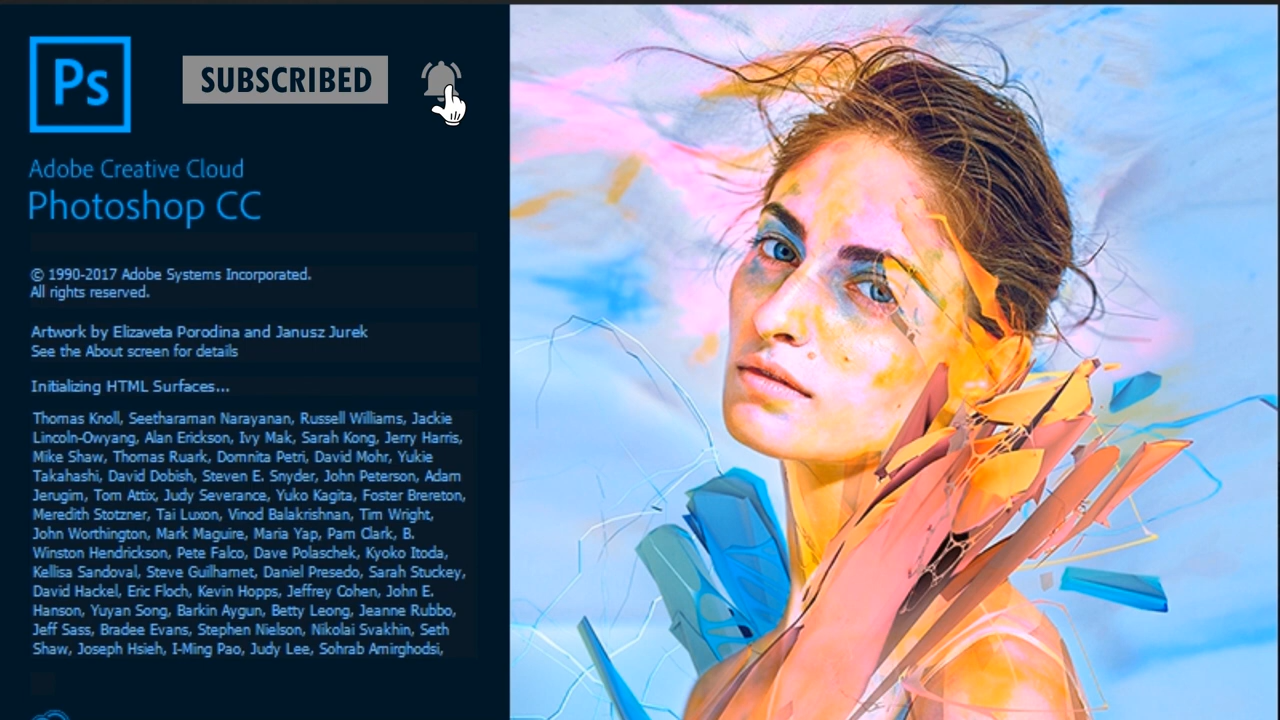 Ps
SUBSCRIBED
Adobe Creative Cloud
Photoshop CC
© 1990-2017 Adobe Systems Incorporated.
All rights reserved.
Artwork by Elizaveta Porodina and Janusz Jurek
See the About screen for details
Initializing HTML Surfaces...
Thomas Knoll, Seetharaman Narayanan, Russell Williams, Jackie
Lincoln-Owyang, Alan Erickson, Ivy Mak, Sarah Kong, Jerry Harris,
Mike Shaw, Thomas Ruark, Domnita Petri, David Mohr, Yukie
Takahashi, David Dobish, Steven E. Snyder, John Peterson, Adam
Jerugim, Tom Attix, Judy Severance, Yuko Kagita, Foster Brereton,
Meredith Stotzner, Tai Luxon, Vinod Balakrishnan, Tim Wright,
John Worthington, Mark Maguire, Maria Yap, Pam Clark, B.
Winston Hendrickson, Pete Falco, Dave Polaschek, Kyoko Itoda,
Kellisa Sandoval, Steve Guilhamet, Daniel Presedo, Sarah Stuckey,
David Hackel, Eric Floch, Kevin Hopps, Jeffrey Cohen, John E.
Hanson, Yuyan Song, Barkin Aygun, Betty Leong, Jeanne Rubbo,
Jeff Sass, Bradee Evans, Stephen Nielson, Nikolai Svakhin, Seth
Shaw, Joseph Hsieh, I-Ming Pao, Judy Lee, Sohrab Amirghodsi,